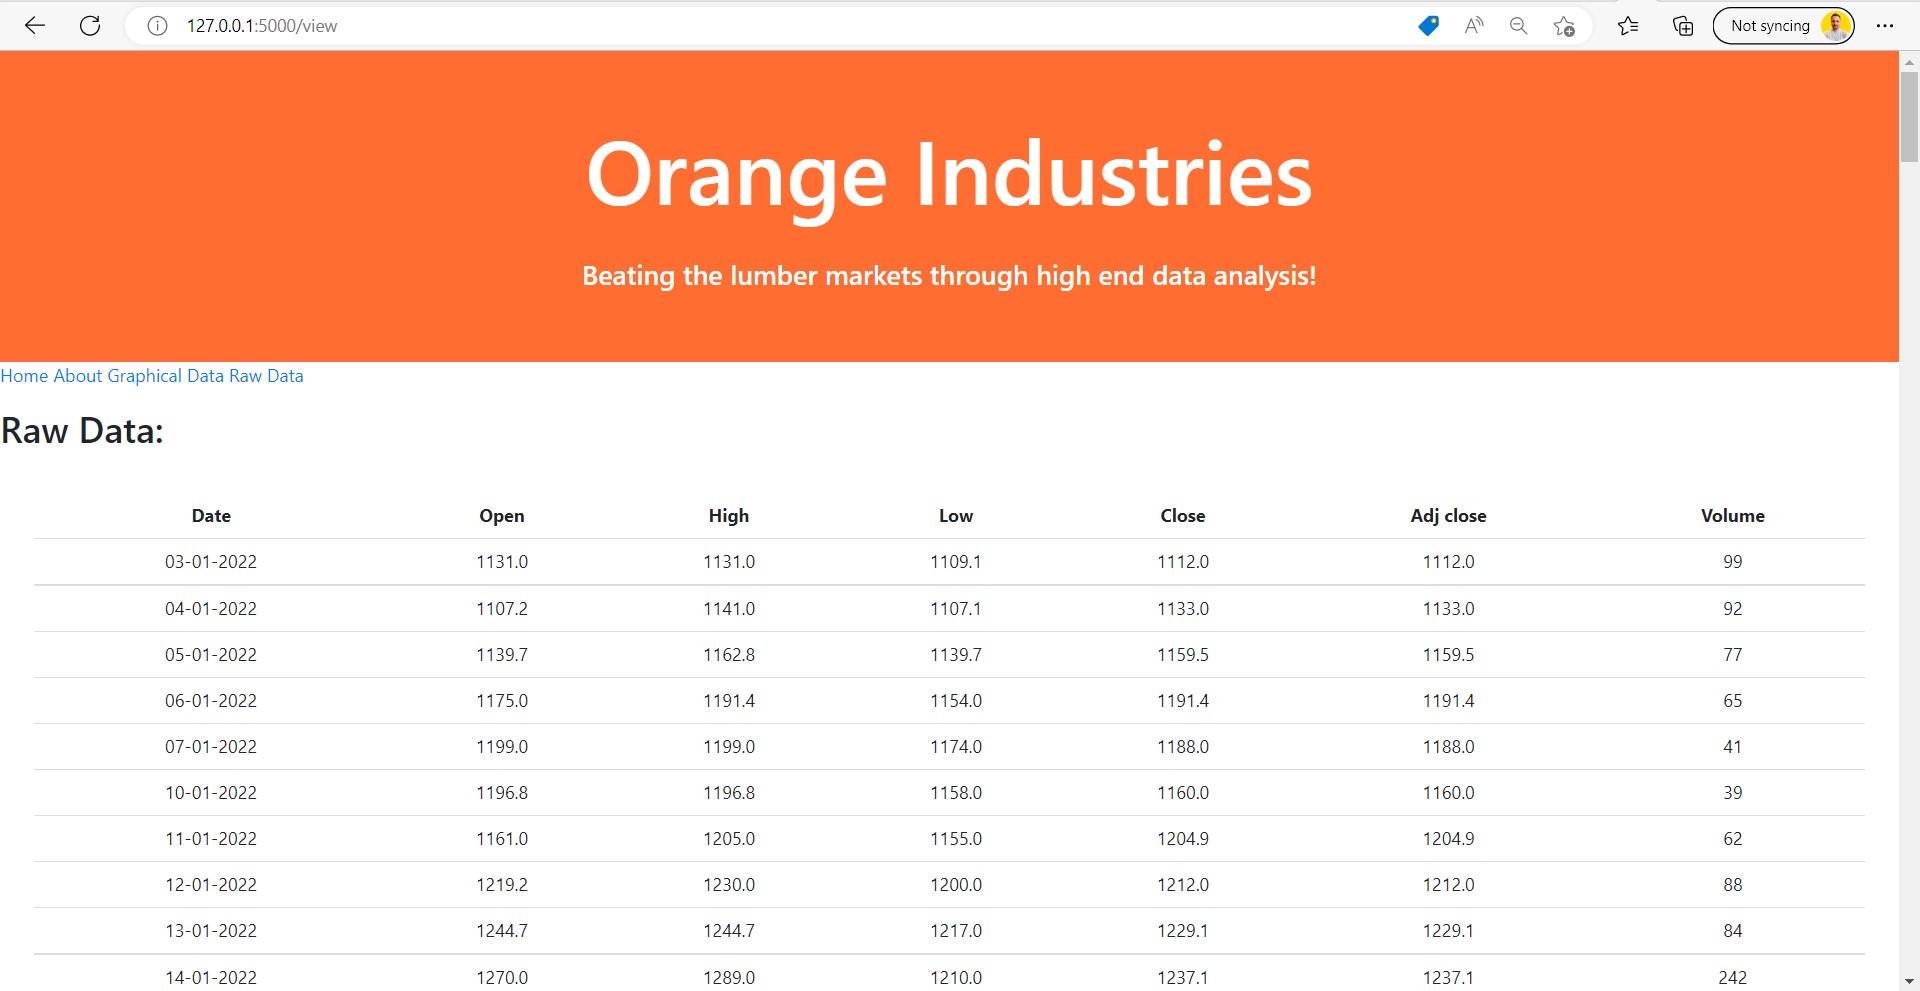 127.0.0.1:5000/view Not syncing
Orange Industries
Beating the lumber markets through high end data analysis!
Home About Graphical Data Raw Data
Raw Data:
Date Open High Low Close Adj close Volume
03-01-2022 1131.0 1131.0 1109.1 1112.0 1112.0 99
04-01-2022 1107.2 1141.0 1107.1 1133.0 1133.0 92
05-01-2022 1139.7 1162.8 1139.7 1159.5 1159.5 77
06-01-2022 1175.0 1191.4 1154.0 1191.4 1191.4 65
07-01-2022 1199.0 1199.0 1174.0 1188.0 1188.0 41
10-01-2022 1196.8 1196.8 1158.0 1160.0 1160.0 39
11-01-2022 1161.0 1205.0 1155.0 1204.9 1204.9 62
12-01-2022 1219.2 1230.0 1200.0 1212.0 1212.0 88
13-01-2022 1244.7 1244.7 1217.0 1229.1 1229.1 84
14-01-2022 1270.0 1289.0 1210.0 1237.1 1237.1 242